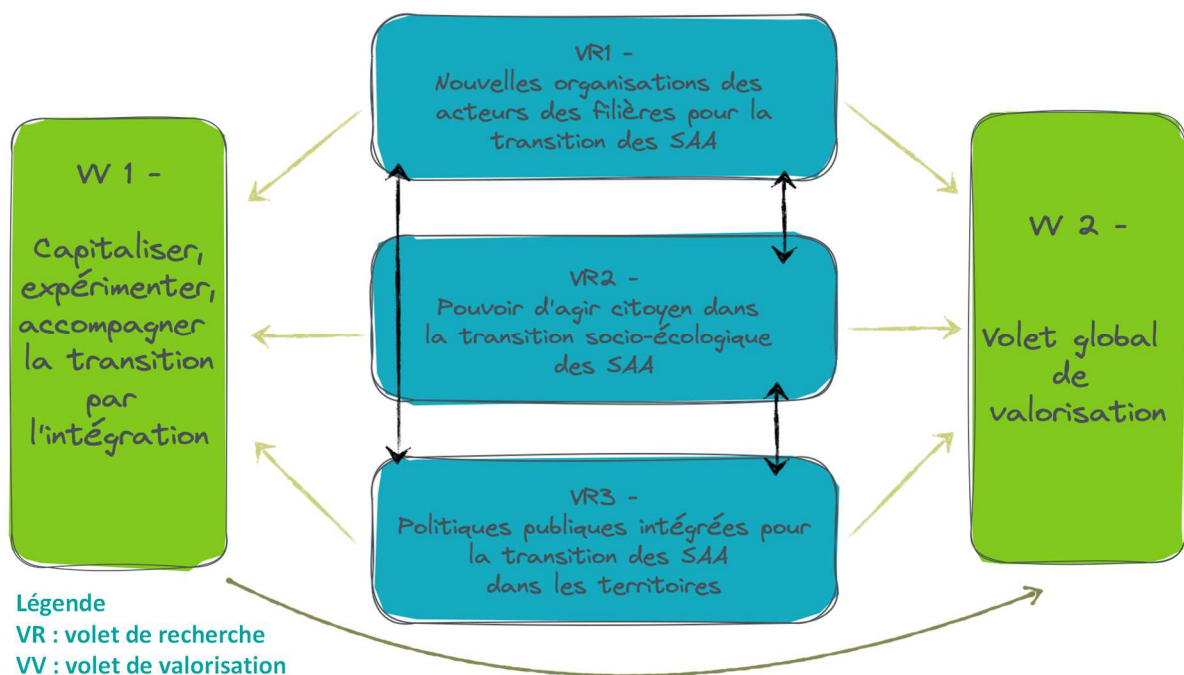 VR1 -
Nouvelles organisations des
acteurs des filières pour la
transition des SAA
VV 1 -
Capitaliser,
expérimenter,
accompagner
la transition
par
l'intégration
VR2 -
Pouvoir d'agir citoyen dans
la transition socio-écologique
des SAA
VV 2 -
Volet global
de
valorisation
VR3 -
Politiques publiques intégrées pour
la transition des SAA
dans les territoires
Légende
VR : volet de recherche
VV : volet de valorisation